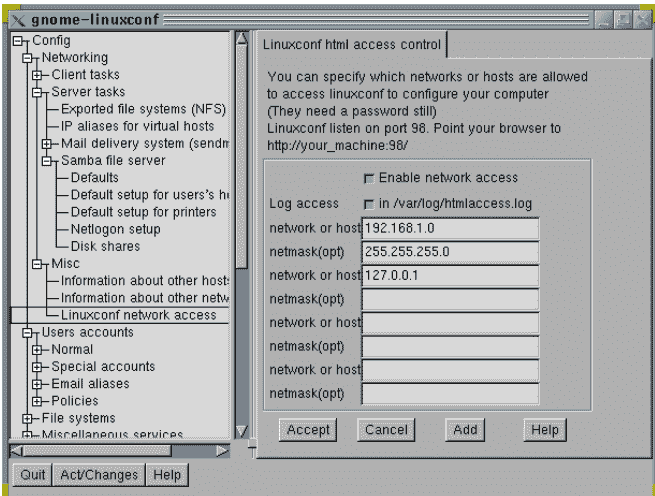 gnome-linuxconf
Config
Networking
Client tasks
Server tasks
Exported file systems (NFS)
IP aliases for virtual hosts
Mail delivery system (sendm
Samba file server
Defaults
Default setup for users's h
Default setup for printers
Netlogon setup
Disk shares
Misc
Information about other hosts
Information about other netw
Linuxconf network access
Users accounts
Normal
Special accounts
Email aliases
Policies
File systems
Miscellaneous services
Quit
Act/Changes
Help
Linuxconf html access control
You can specify which networks or hosts are allowed
to access linuxconf to configure your computer
(They need a password still)
Linuxconf listen on port 98. Point your browser to
http://your_machine:98/
Enable network access
Log access in /var/log/htmlaccess.log
network or host 192.168.1.0
netmask(opt) 255.255.255.0
network or host 127.0.0.1
netmask(opt)
network or host
netmask(opt)
network or host
netmask(opt)
Accept
Cancel
Add
Help